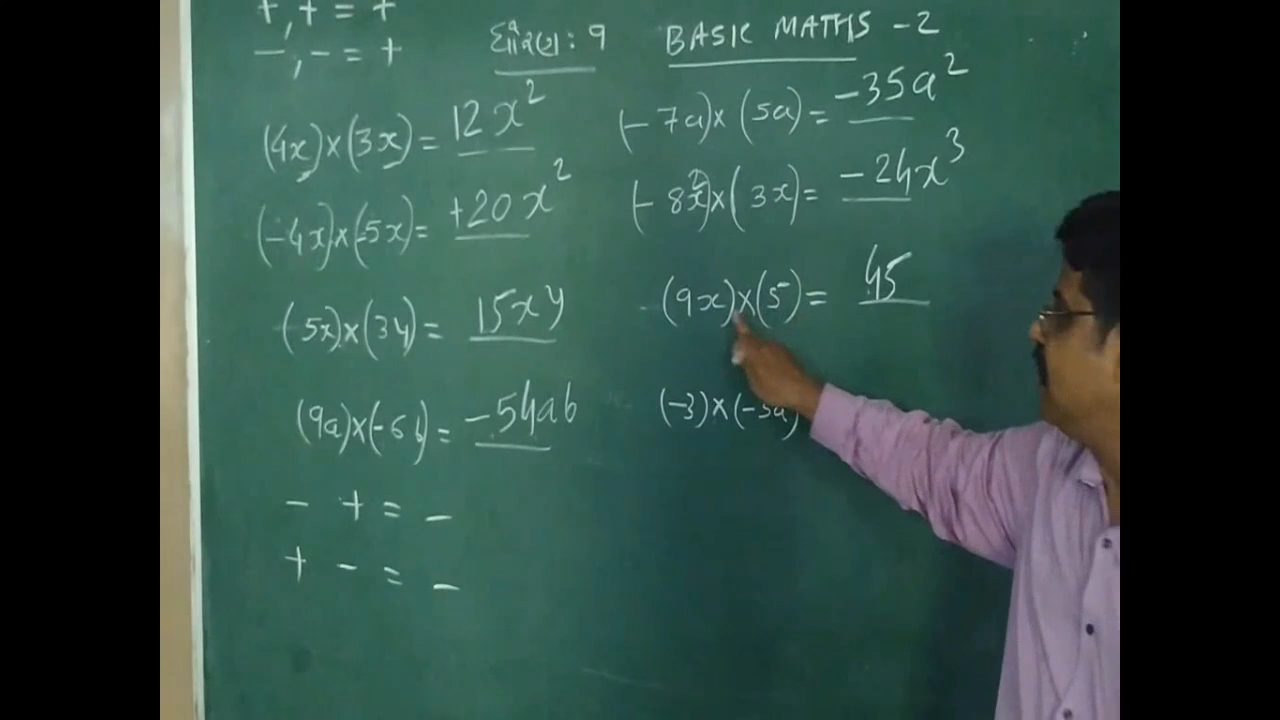 +,+ = +
-,- = +
ધોરણ : 9 BASIC MATHS - 2
(4x)×(3x) = 12x²
(-4x)×(-5x) = +20x²
(5x)×(3y) = 15xy
(9a)×(-6b) = -54ab
- + = -
+ - = -
(-7a)×(5a) = -35a²
(-8x²)×(3x) = -24x³
(9x)×(5) = 45
(-3)×(-5a)